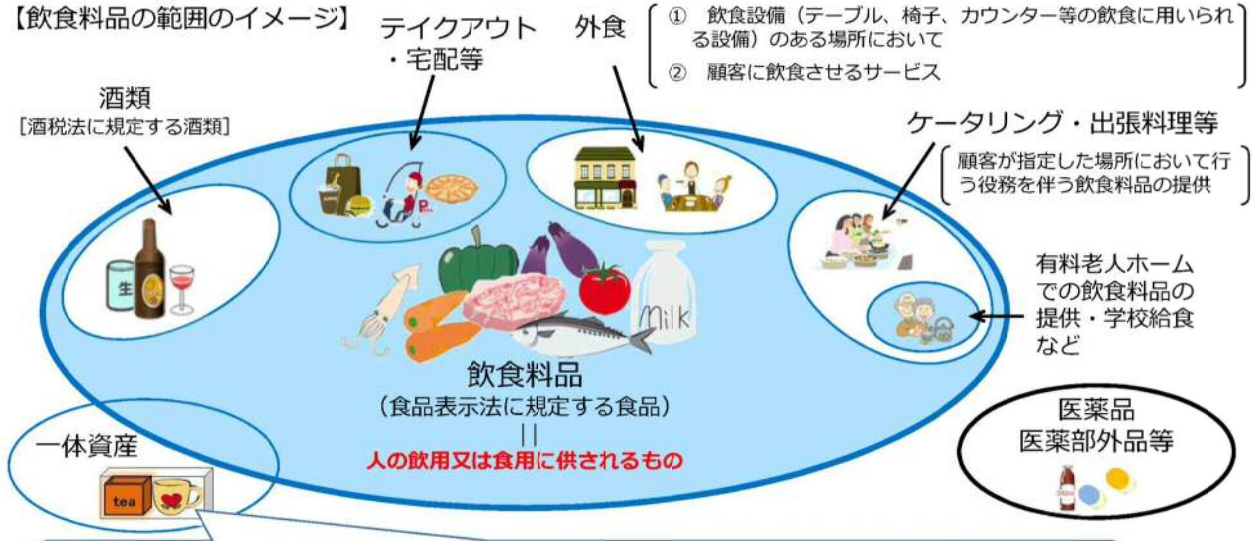 【飲食料品の範囲のイメージ】
テイクアウト
・宅配等
外食
① 飲食設備（テーブル、椅子、カウンター等の飲食に用いられ
る設備）のある場所において
② 顧客に飲食させるサービス
酒類
［酒税法に規定する酒類］
ケータリング・出張料理等
顧客が指定した場所において行
う役務を伴う飲食料品の提供
有料老人ホーム
での飲食料品の
提供・学校給食
など
生
Milk
飲食料品
（食品表示法に規定する食品）
||
人の飲用又は食用に供されるもの
一体資産
tea
医薬品
医薬部外品等